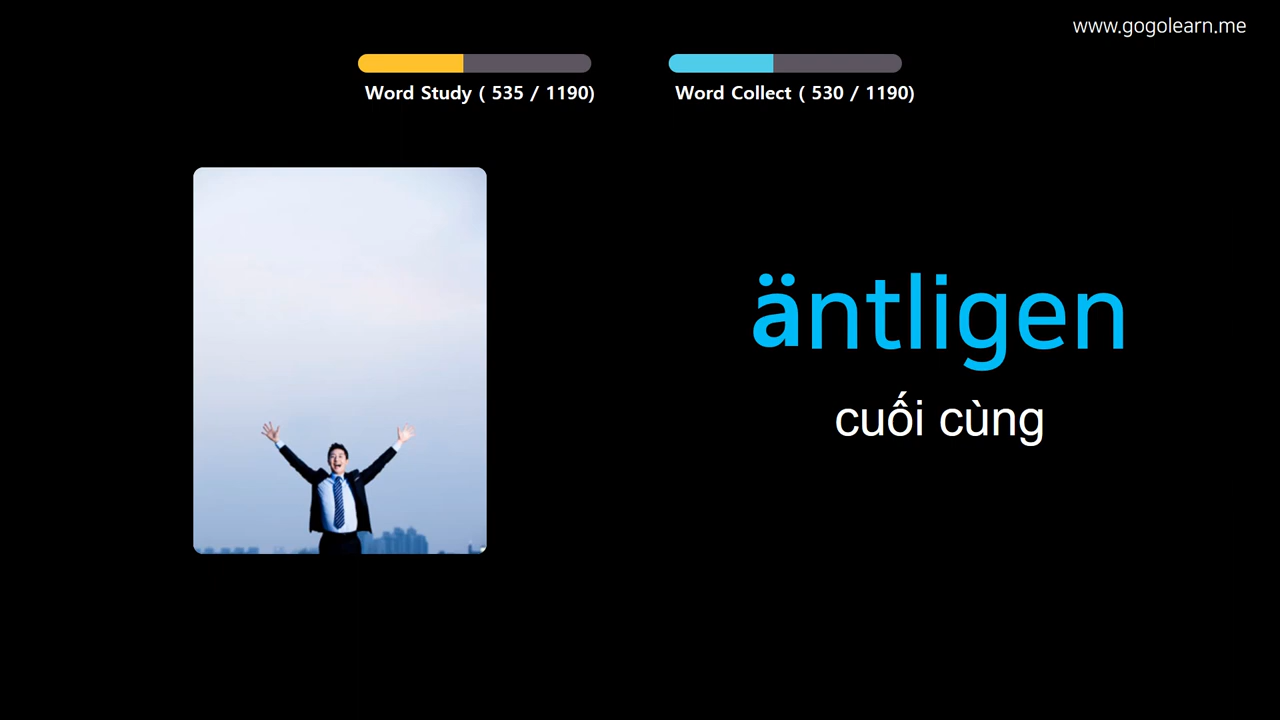 www.gogolearn.me
Word Study ( 535 / 1190)
Word Collect ( 530 / 1190)
äntligen
cuối cùng